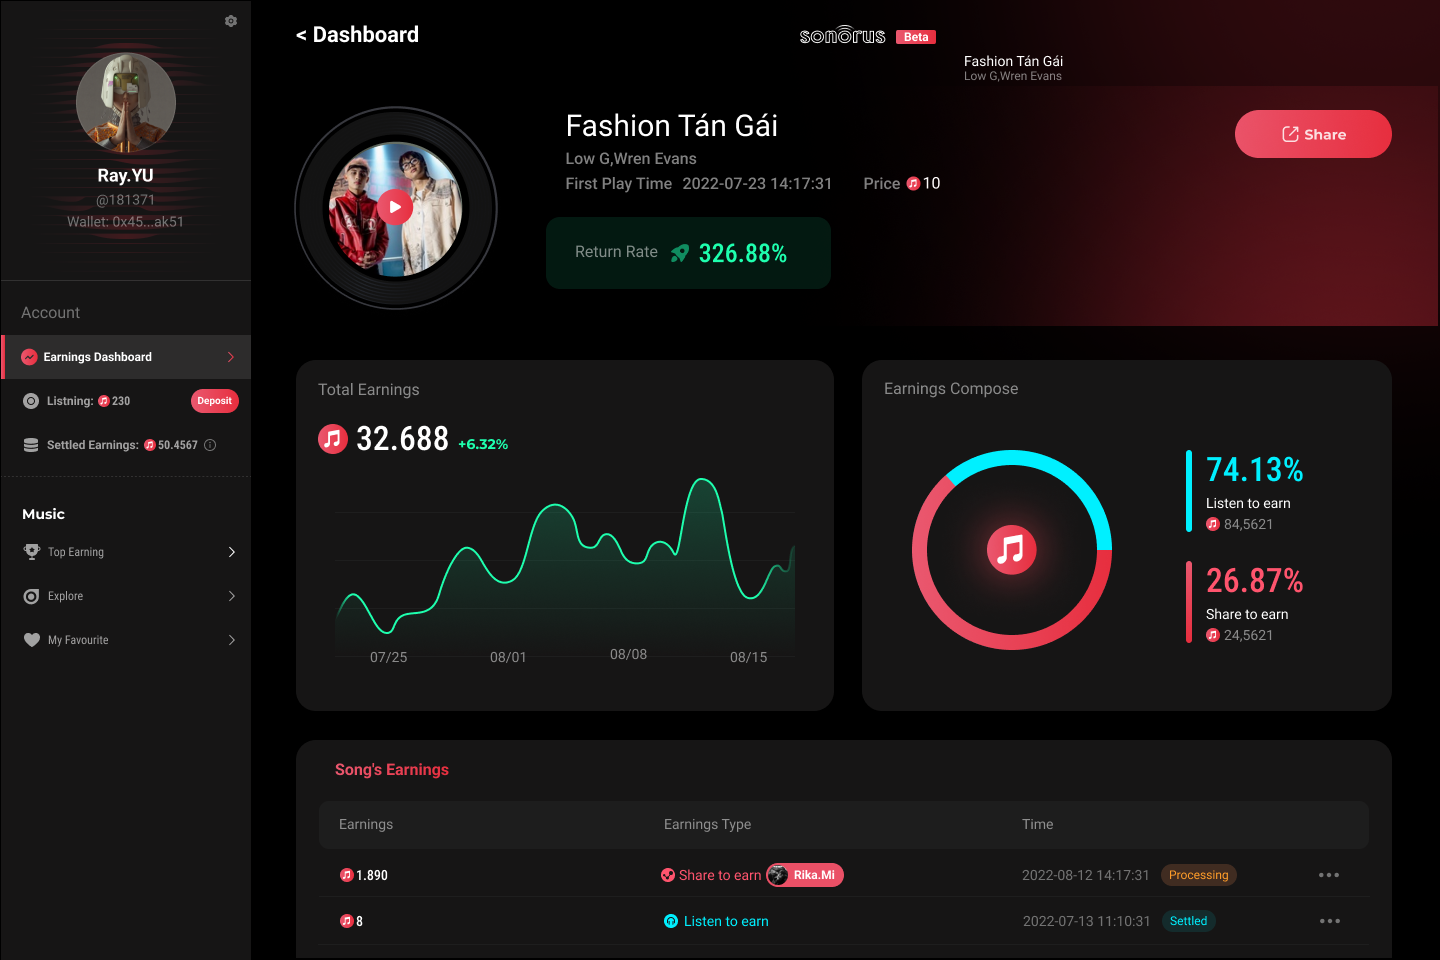 Ray.YU
@181371
Wallet: 0x45...ak51
Account
Earnings Dashboard
Listning: 230
Deposit
Settled Earnings: 50.4567
Music
Top Earning
Explore
My Favourite
< Dashboard
sonorus Beta
Fashion Tán Gái
Low G,Wren Evans
Fashion Tán Gái
Low G,Wren Evans
First Play Time 2022-07-23 14:17:31 Price 10
Share
Return Rate 326.88%
Total Earnings
32.688 +6.32%
07/25 08/01 08/08 08/15
Earnings Compose
74.13%
Listen to earn
84,5621
26.87%
Share to earn
24,5621
Song's Earnings
Earnings Earnings Type Time
1.890 Share to earn Rika.Mi 2022-08-12 14:17:31 Processing
8 Listen to earn 2022-07-13 11:10:31 Settled